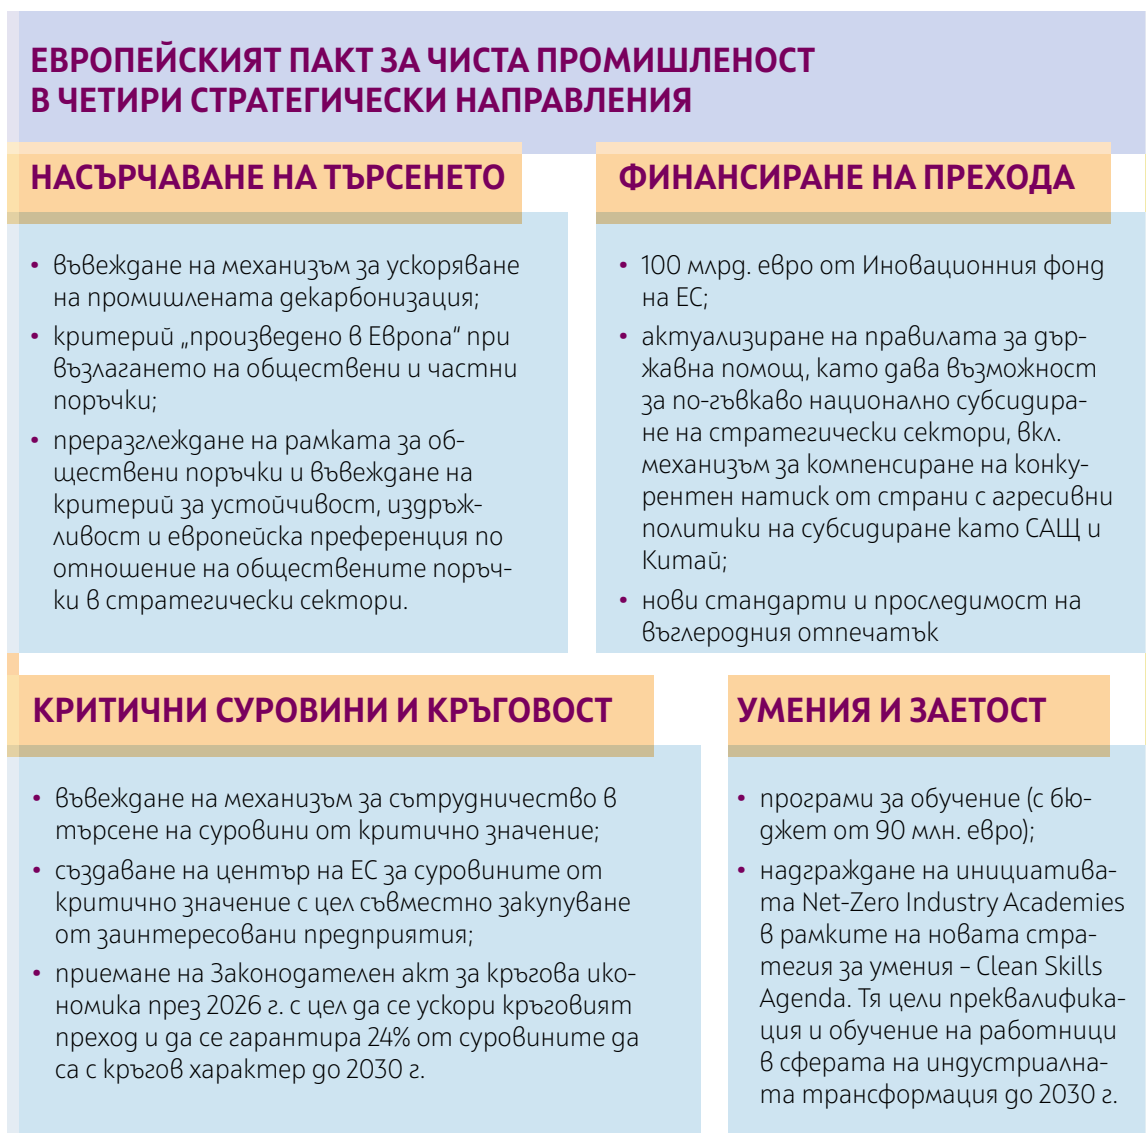 ЕВРОПЕЙСКИЯТ ПАКТ ЗА ЧИСТА ПРОМИШЛЕНОСТ
В ЧЕТИРИ СТРАТЕГИЧЕСКИ НАПРАВЛЕНИЯ
НАСЪРЧАВАНЕ НА ТЪРСЕНЕТО
• въвеждане на механизъм за ускоряване
на промишлената декарбонизация;
• критерий „произведено в Европа“ при
възлагането на обществени и частни
поръчки;
• преразглеждане на рамката за об-
ществени поръчки и въвеждане на
критерий за устойчивост, издръж-
ливост и европейска преференция по
отношение на обществените поръч-
ки в стратегически сектори.
ФИНАНСИРАНЕ НА ПРЕХОДА
• 100 млрд. евро от Иновационния фонд
на ЕС;
• актуализиране на правилата за дър-
жавна помощ, като дава възможност
за по-гъвкаво национално субсидира-
не на стратегически сектори, вкл.
механизъм за компенсиране на конку-
рентен натиск от страни с агресивни
политики на субсидиране като САЩ и
Китай;
• нови стандарти и проследимост на
въглеродния отпечатък
КРИТИЧНИ СУРОВИНИ И КРЪГОВОСТ
• въвеждане на механизъм за сътрудничество в
търсене на суровини от критично значение;
• създаване на център на ЕС за суровините от
критично значение с цел съвместно закупуване
от заинтересовани предприятия;
• приемане на Законодателен акт за кръгова ико-
номика през 2026 г. с цел да се ускори кръговият
преход и да се гарантира 24% от суровините да
са с кръгов характер до 2030 г.
УМЕНИЯ И ЗАЕТОСТ
• програми за обучение (с бю-
джет от 90 млн. евро);
• надграждане на инициатива-
та Net-Zero Industry Academies
в рамките на новата стра-
тегия за умения – Clean Skills
Agenda. Тя цели преквалифика-
ция и обучение на работници
в сферата на индустриална-
та трансформация до 2030 г.